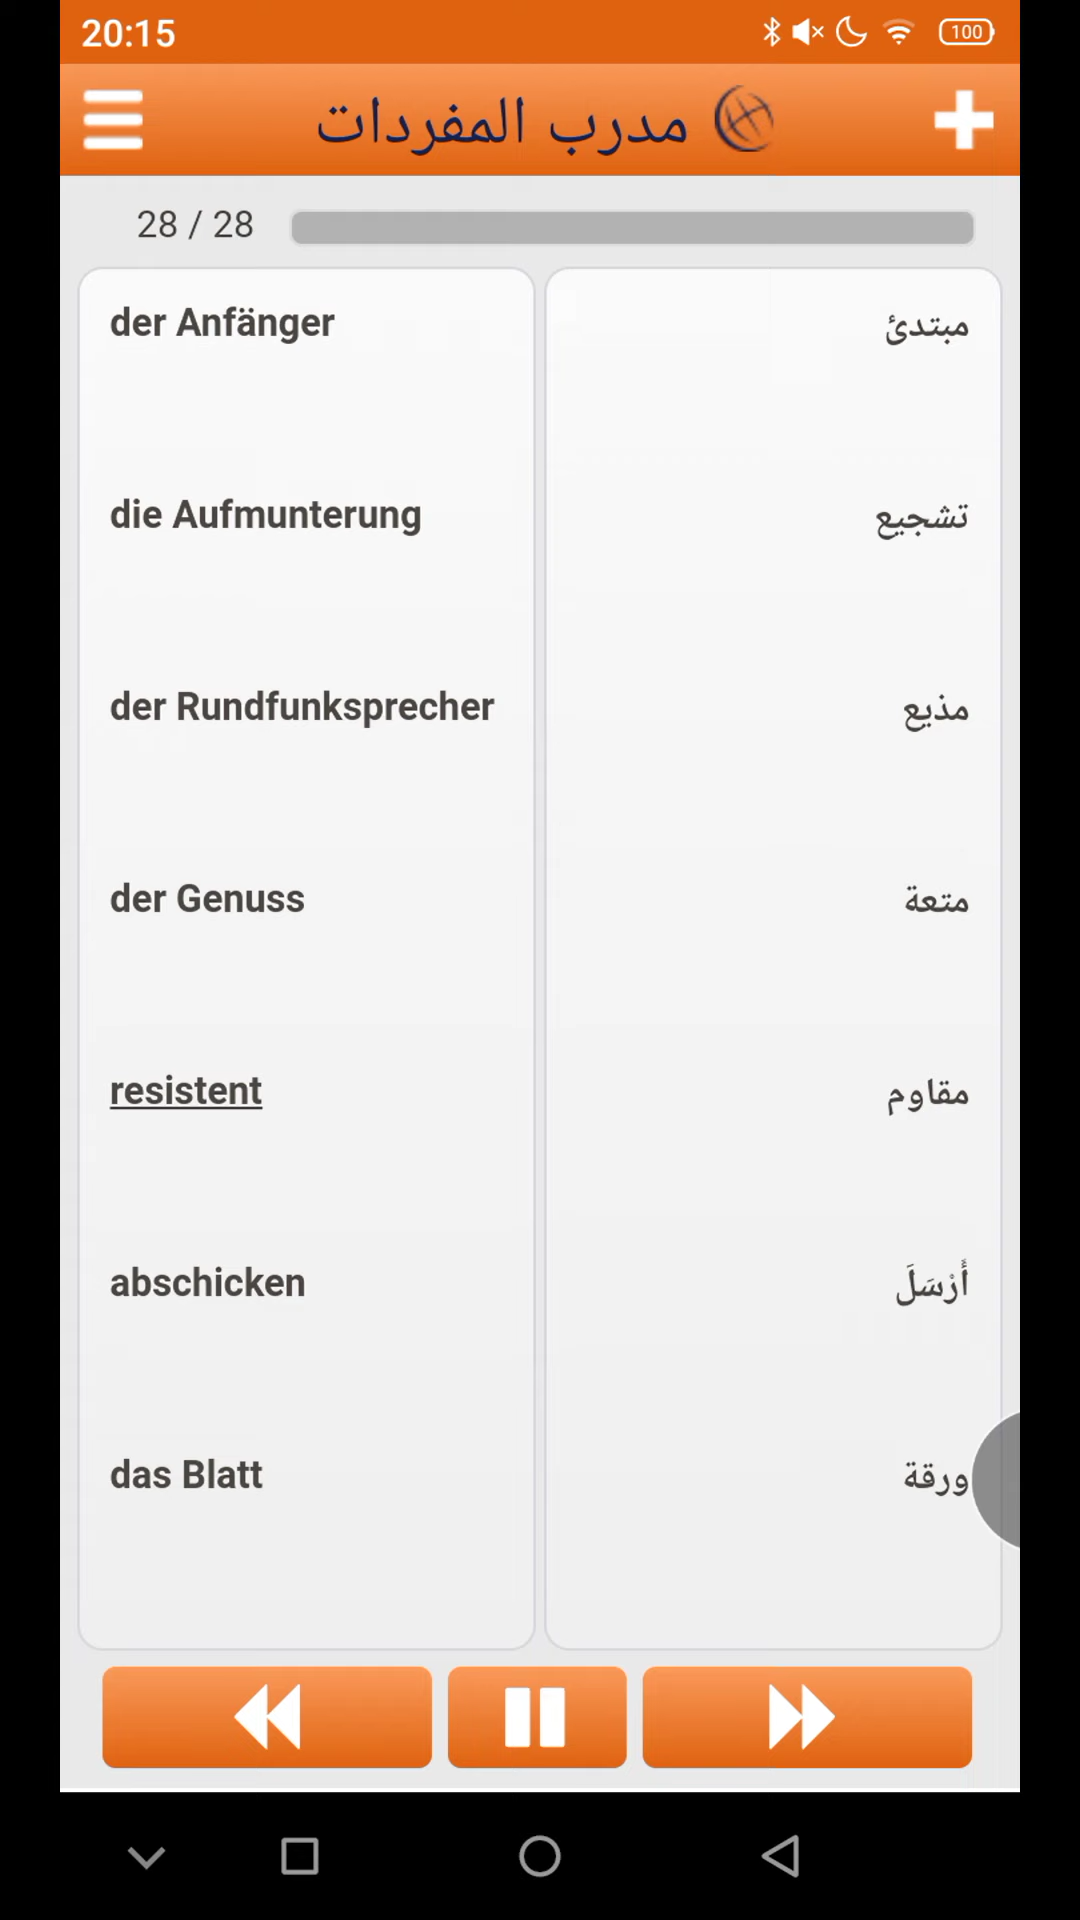 20:15
100
مدرب المفردات
28 / 28
der Anfänger
مبتدئ
die Aufmunterung
تشجيع
der Rundfunksprecher
مذيع
der Genuss
متعة
resistent
مقاوم
abschicken
أَرْسَلَ
das Blatt
ورقة